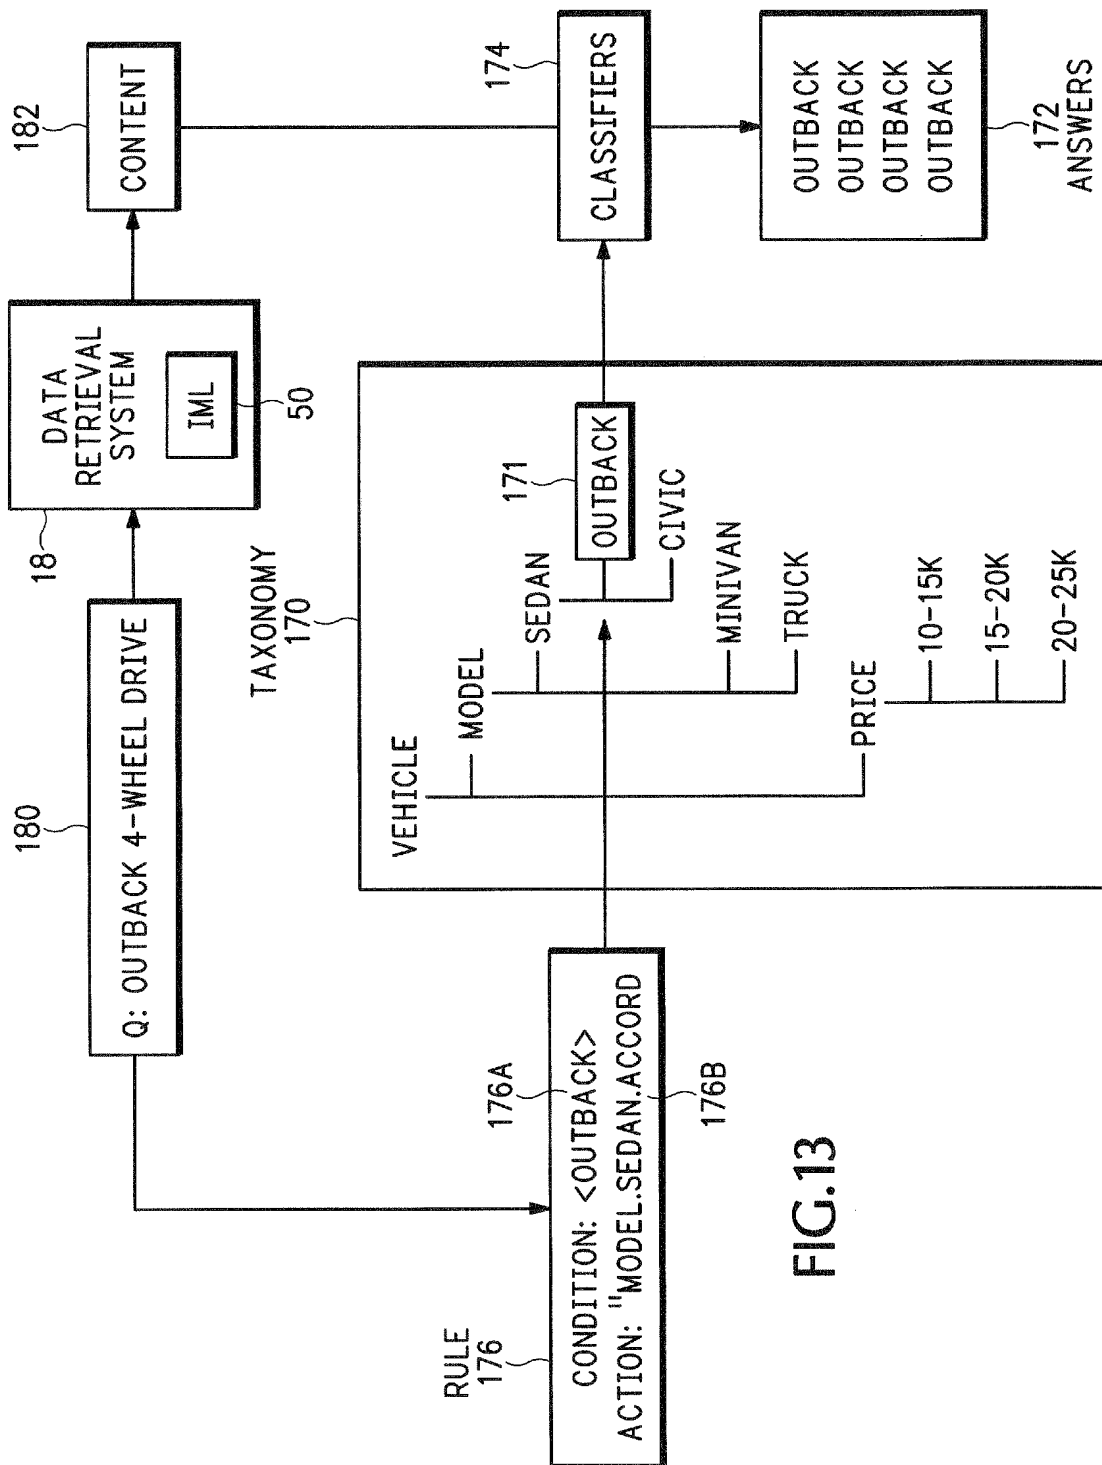 180
Q: OUTBACK 4-WHEEL DRIVE
18
DATA
RETRIEVAL
SYSTEM
IML
50
182
CONTENT
TAXONOMY
170
VEHICLE
MODEL
SEDAN
171
OUTBACK
CIVIC
MINIVAN
TRUCK
PRICE
10-15K
15-20K
20-25K
174
CLASSIFIERS
OUTBACK
OUTBACK
OUTBACK
OUTBACK
172
ANSWERS
RULE
176
176A
CONDITION: <OUTBACK>
ACTION: "MODEL.SEDAN.ACCORD
176B
FIG.13